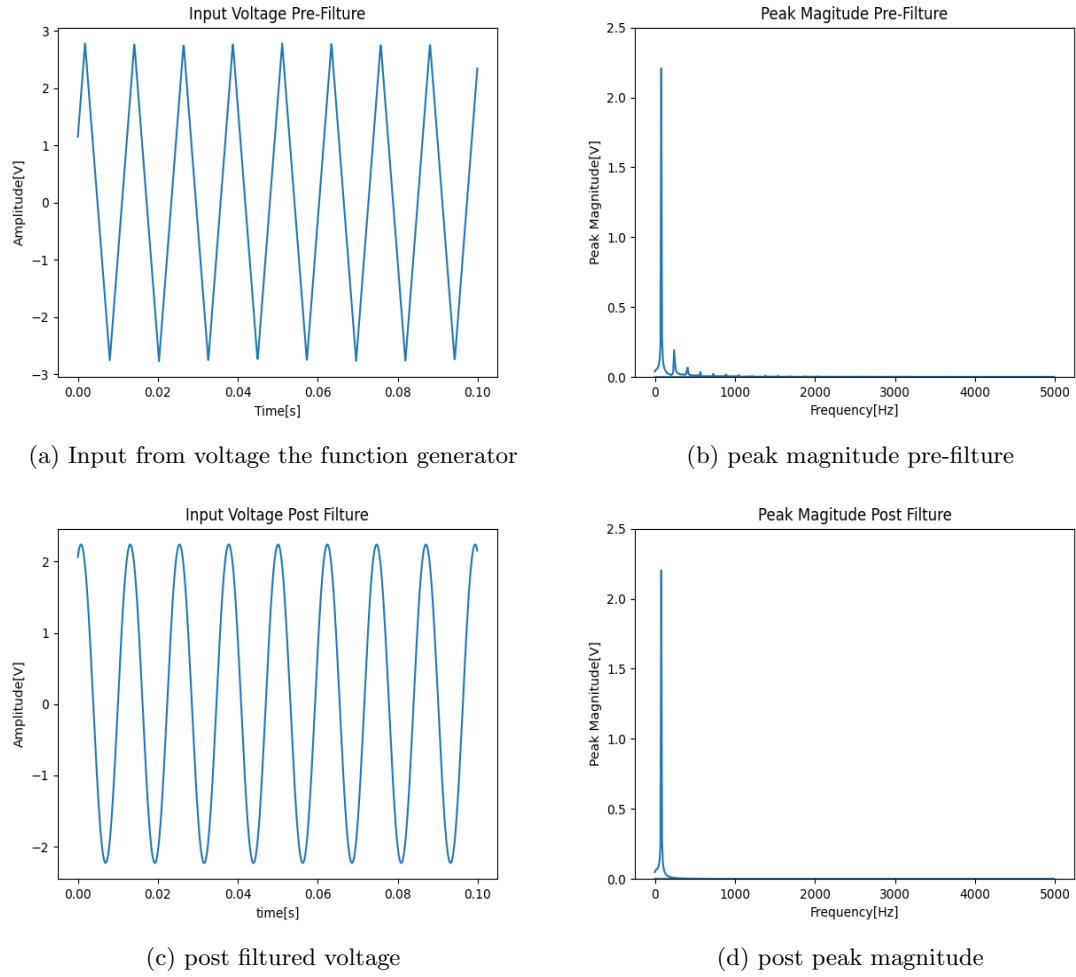 Input Voltage Pre-Filture
Amplitude[V]
3
2
1
0
−1
−2
−3
0.00 0.02 0.04 0.06 0.08 0.10
Time[s]
(a) Input from voltage the function generator
Peak Magitude Pre-Filture
Peak Magnitude[V]
2.5
2.0
1.5
1.0
0.5
0.0
0 1000 2000 3000 4000 5000
Frequency[Hz]
(b) peak magnitude pre-filture
Input Voltage Post Filture
Amplitude[V]
2
1
0
−1
−2
0.00 0.02 0.04 0.06 0.08 0.10
time[s]
(c) post filtured voltage
Peak Magitude Post Filture
Peak Magnitude[V]
2.5
2.0
1.5
1.0
0.5
0.0
0 1000 2000 3000 4000 5000
Frequency[Hz]
(d) post peak magnitude